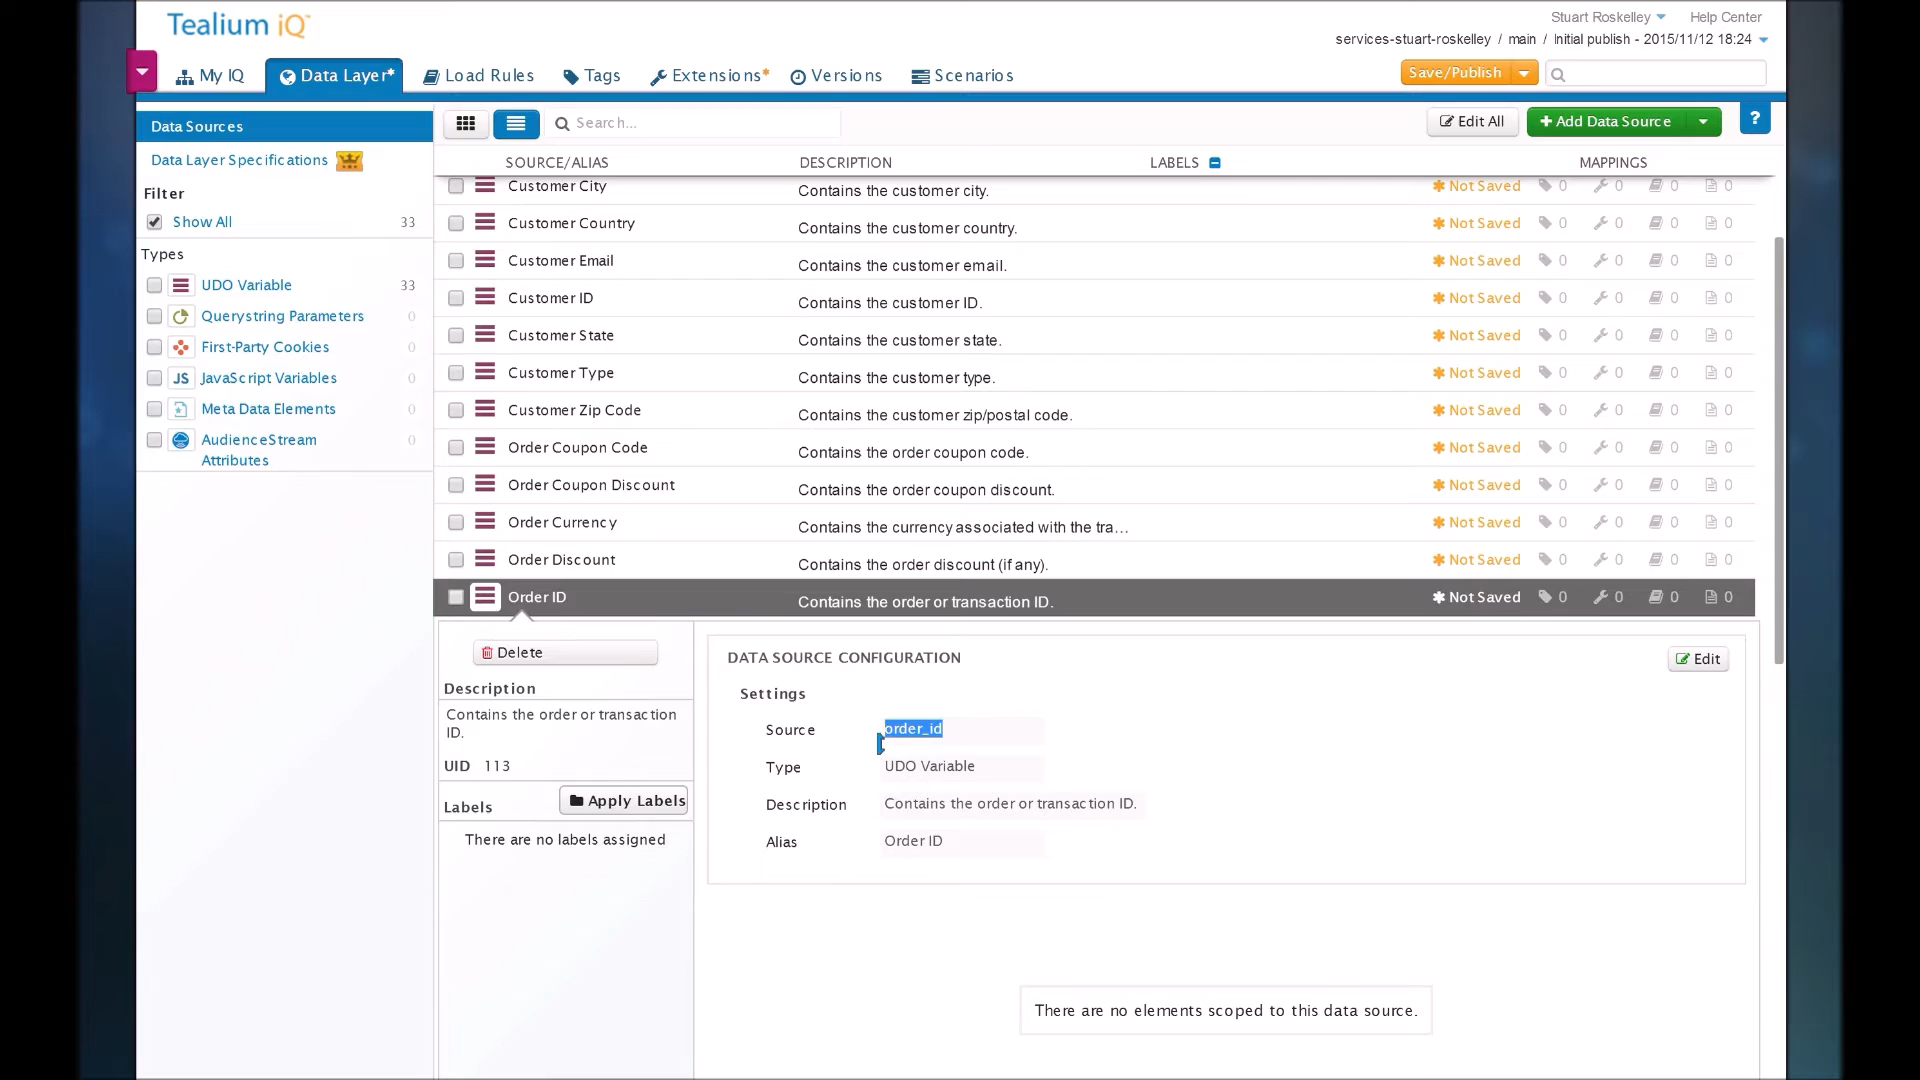 Tealium iQ
Stuart Roskelley
Help Center
services-stuart-roskelley / main / Initial publish - 2015/11/12 18:24
My IQ
Data Layer*
Load Rules
Tags
Extensions*
Versions
Scenarios
Save/Publish
Data Sources
Data Layer Specifications
Filter
Show All 33
Types
UDO Variable 33
Querystring Parameters 0
First-Party Cookies 0
JS JavaScript Variables 0
Meta Data Elements 0
AudienceStream 0
Attributes
Search...
Edit All
+ Add Data Source
?
SOURCE/ALIAS DESCRIPTION LABELS MAPPINGS
Customer City Contains the customer city. * Not Saved 0 0 0 0
Customer Country Contains the customer country. * Not Saved 0 0 0 0
Customer Email Contains the customer email. * Not Saved 0 0 0 0
Customer ID Contains the customer ID. * Not Saved 0 0 0 0
Customer State Contains the customer state. * Not Saved 0 0 0 0
Customer Type Contains the customer type. * Not Saved 0 0 0 0
Customer Zip Code Contains the customer zip/postal code. * Not Saved 0 0 0 0
Order Coupon Code Contains the order coupon code. * Not Saved 0 0 0 0
Order Coupon Discount Contains the order coupon discount. * Not Saved 0 0 0 0
Order Currency Contains the currency associated with the tra... * Not Saved 0 0 0 0
Order Discount Contains the order discount (if any). * Not Saved 0 0 0 0
Order ID Contains the order or transaction ID. * Not Saved 0 0 0 0
Delete
Description
Contains the order or transaction
ID.
UID 113
Labels
Apply Labels
There are no labels assigned
DATA SOURCE CONFIGURATION
Edit
Settings
Source order_id
Type UDO Variable
Description Contains the order or transaction ID.
Alias Order ID
There are no elements scoped to this data source.